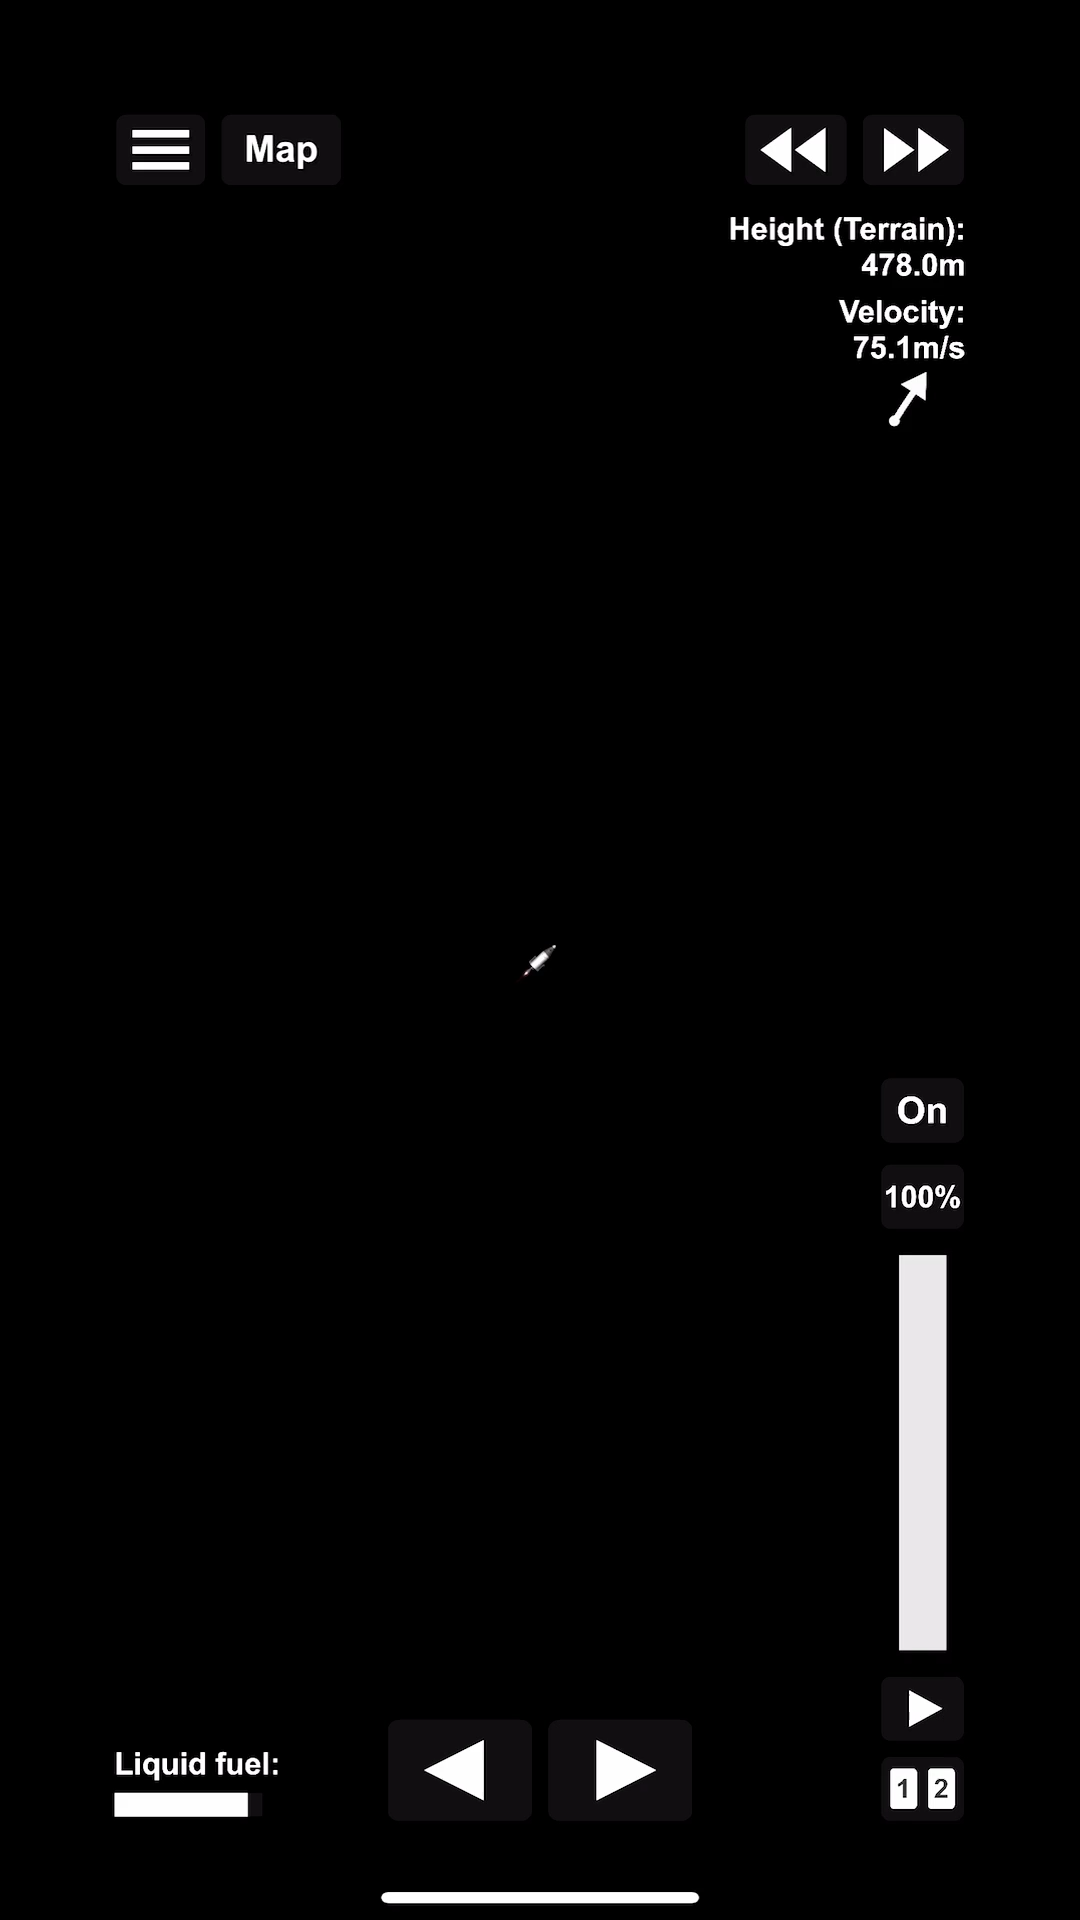 Map
Height (Terrain):
478.0m
Velocity:
75.1m/s
On
100%
Liquid fuel:
1 2